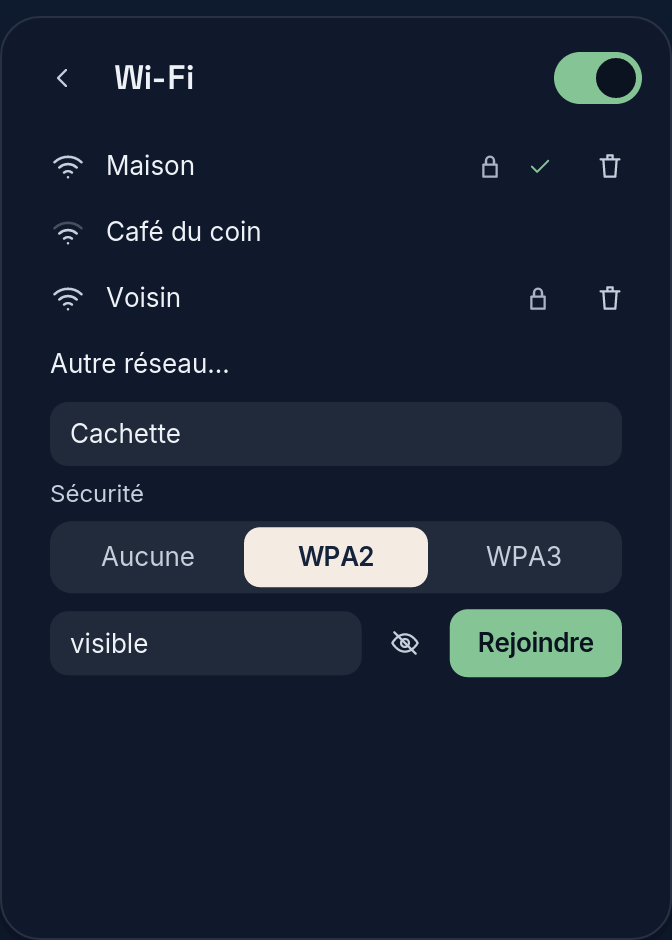 Wi-Fi
Maison
Café du coin
Voisin
Autre réseau...
Cachette
Sécurité
Aucune WPA2 WPA3
visible Rejoindre